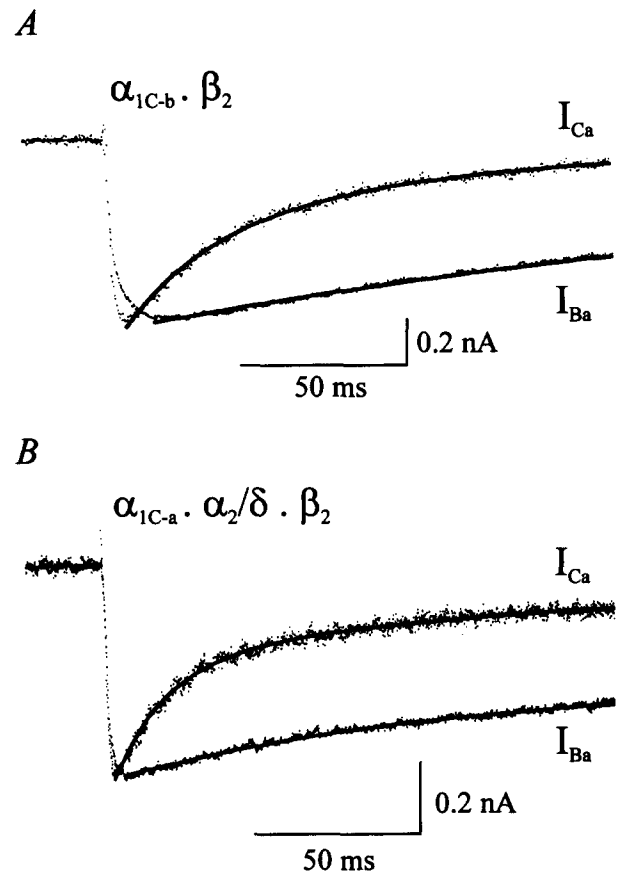 A
α1C-b . β2
ICa
IBa
0.2 nA
50 ms
B
α1C-a . α2/δ . β2
ICa
IBa
0.2 nA
50 ms